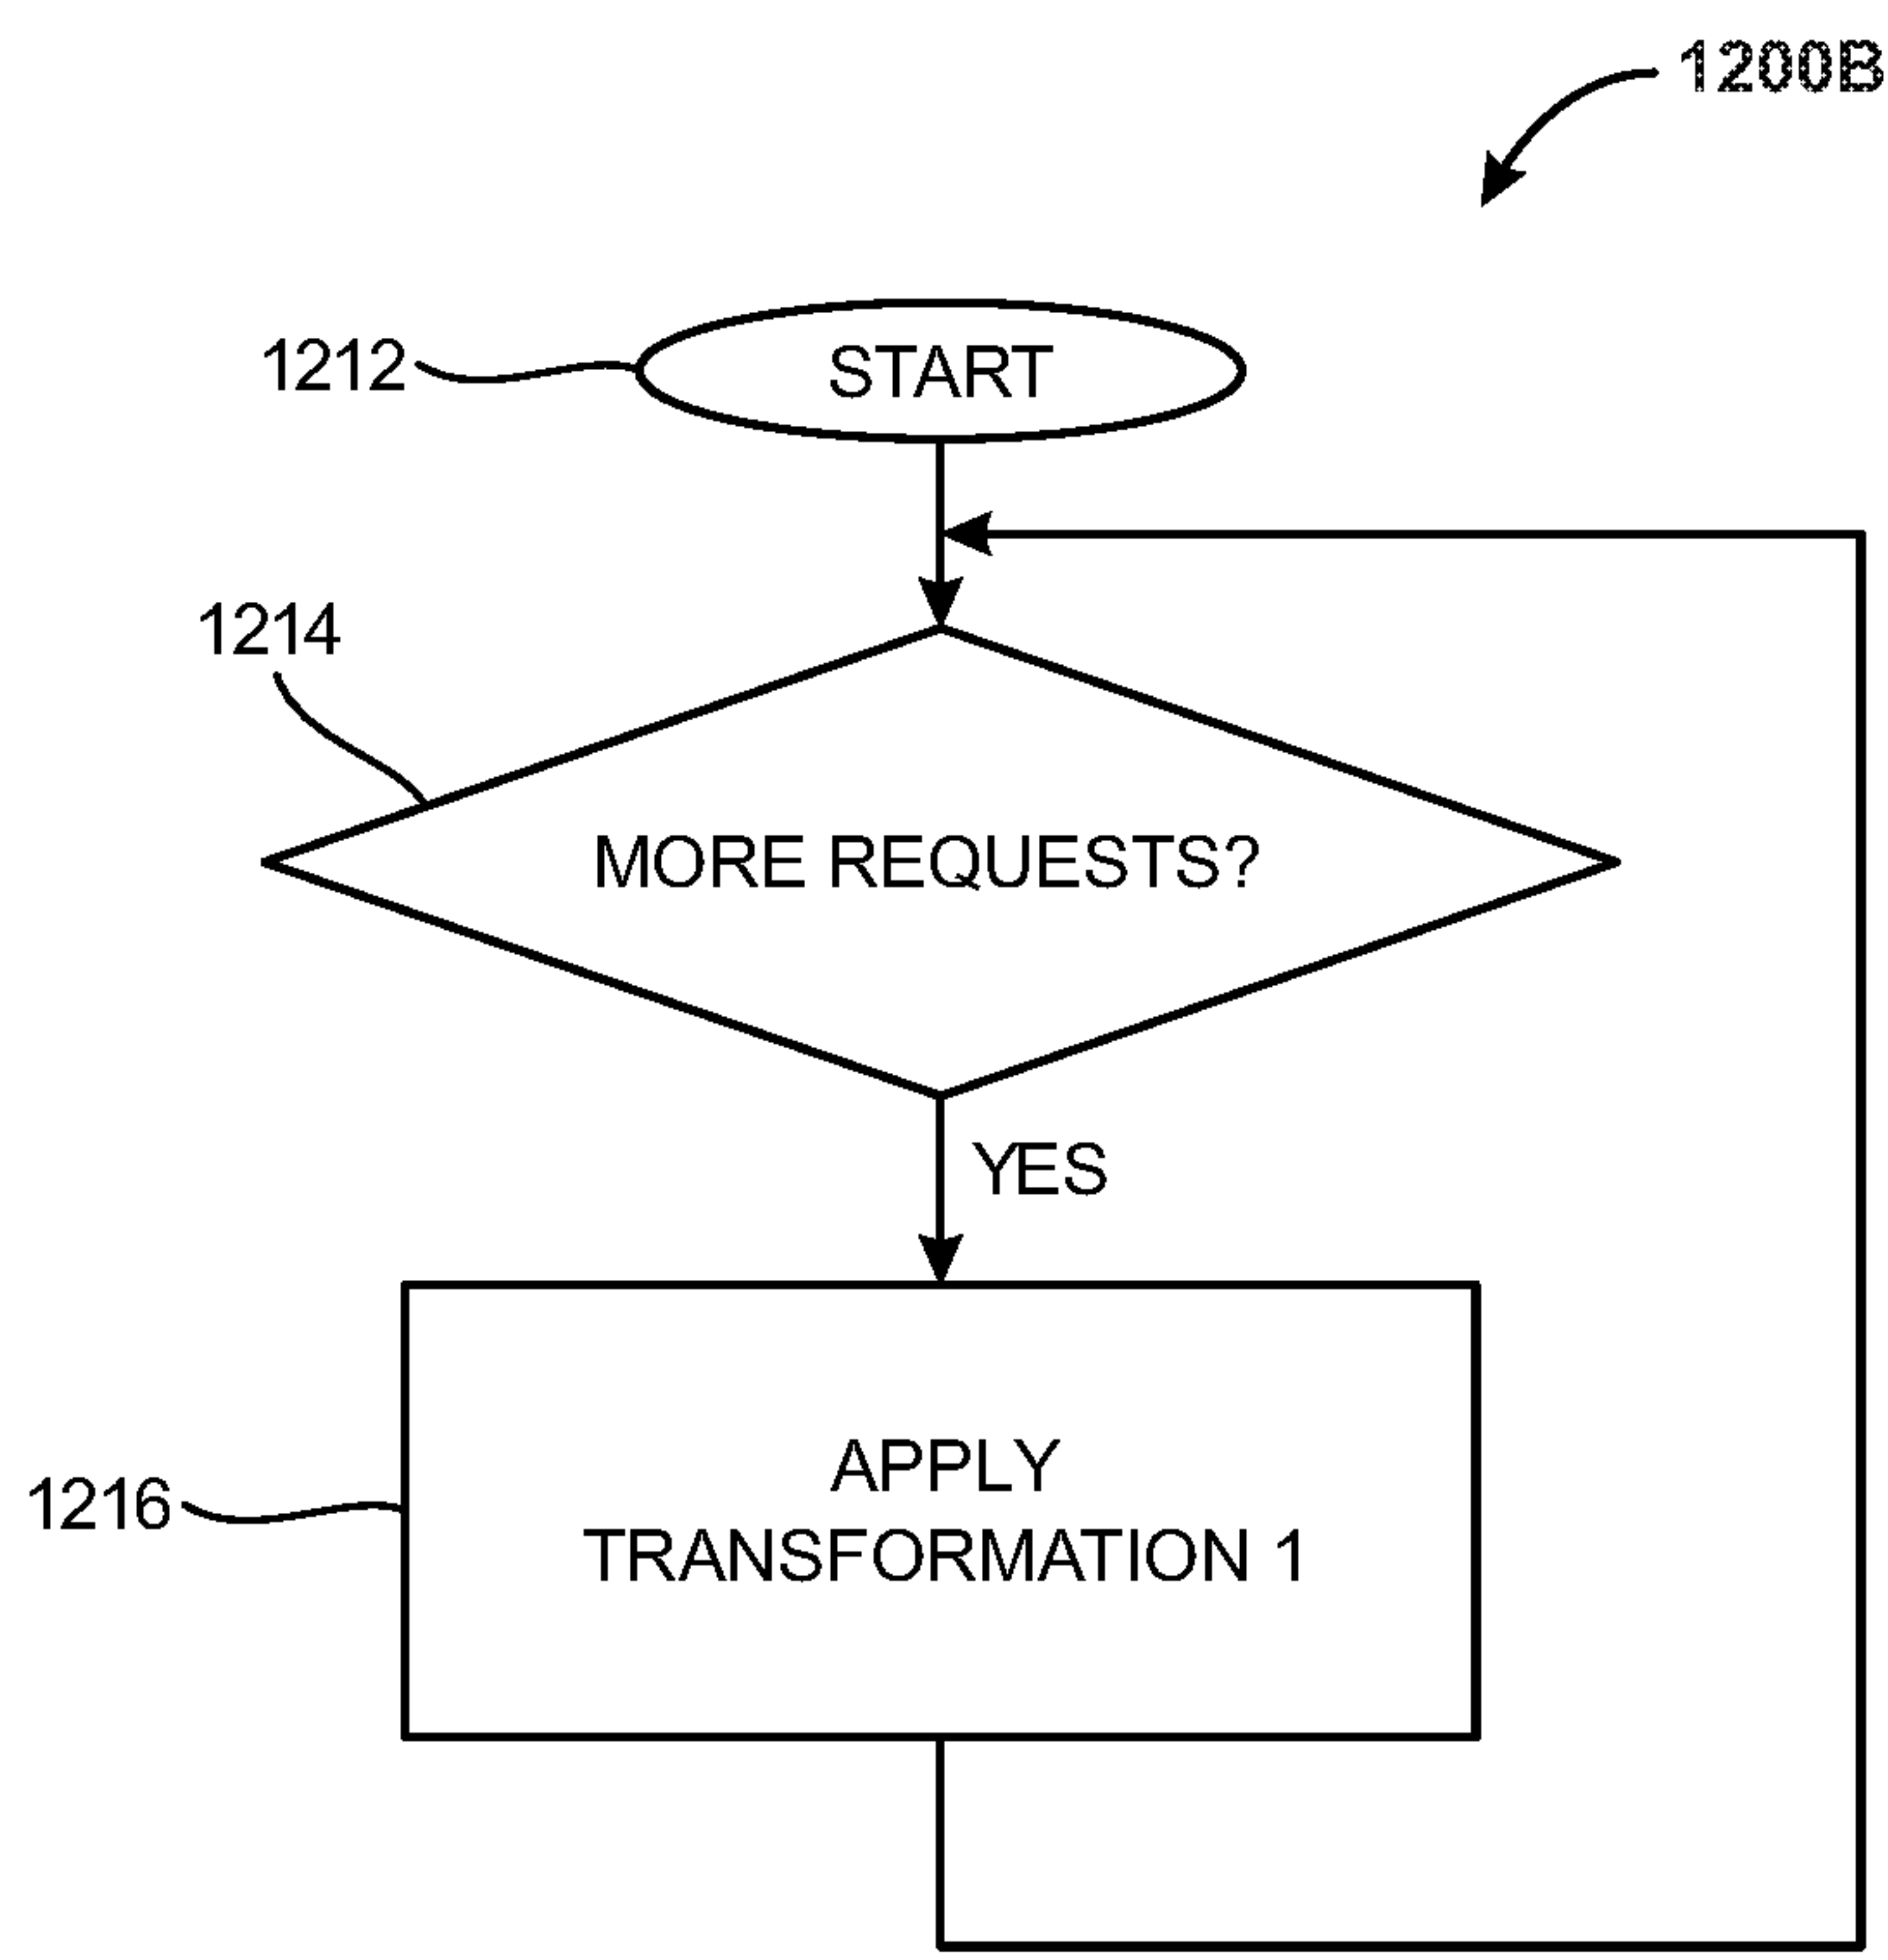 1200B
1212
START
1214
MORE REQUESTS?
YES
APPLY
TRANSFORMATION 1
1216